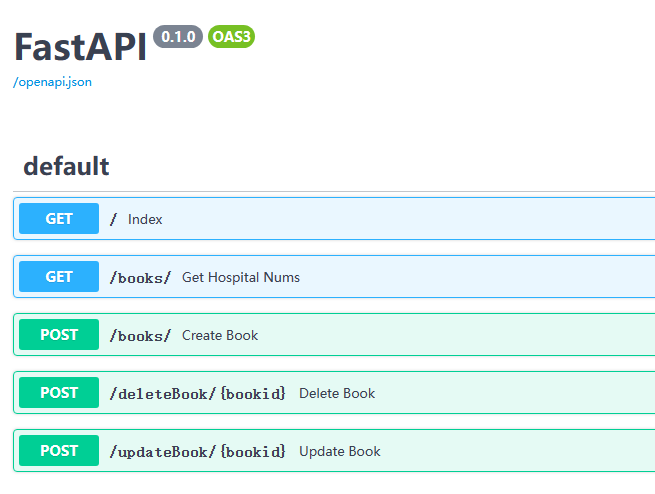 FastAPI 0.1.0 OAS3
/openapi.json
default
GET / Index
GET /books/ Get Hospital Nums
POST /books/ Create Book
POST /deleteBook/{bookid} Delete Book
POST /updateBook/{bookid} Update Book